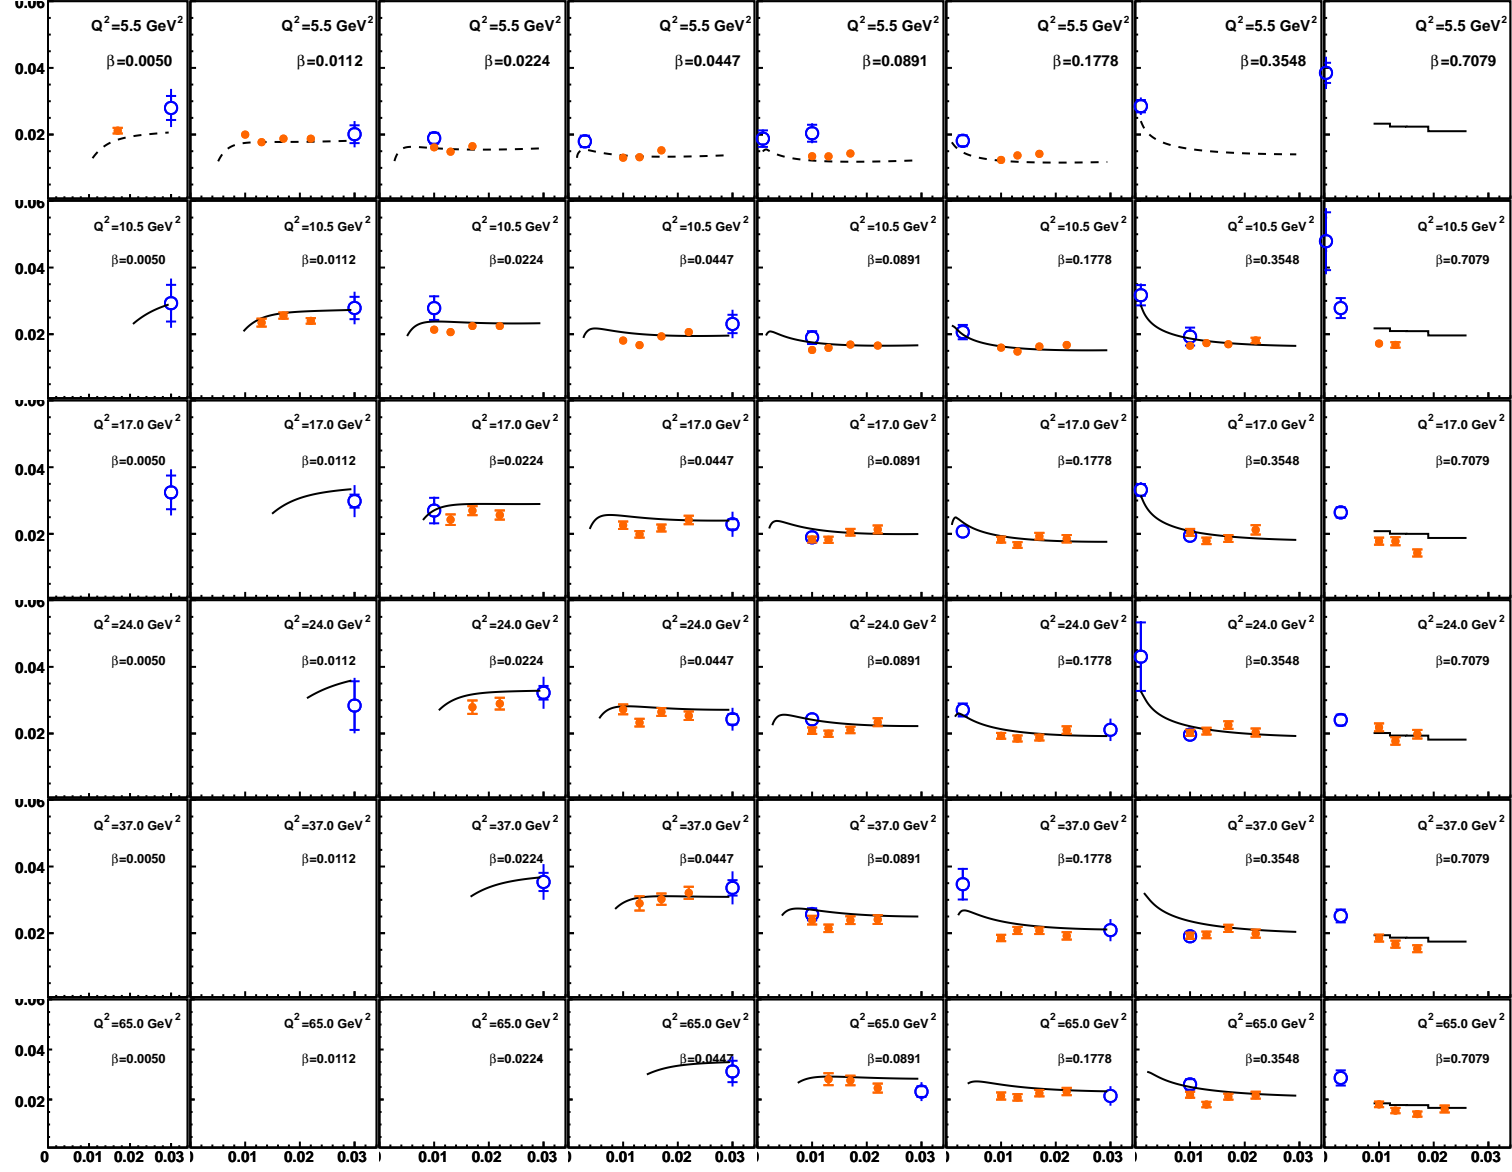 0.06
Q²=5.5 GeV² Q²=5.5 GeV² Q²=5.5 GeV² Q²=5.5 GeV² Q²=5.5 GeV² Q²=5.5 GeV² Q²=5.5 GeV² Q²=5.5 GeV²
0.04 β=0.0050 β=0.0112 β=0.0224 β=0.0447 β=0.0891 β=0.1778 β=0.3548 β=0.7079
0.02
0.06
Q²=10.5 GeV² Q²=10.5 GeV² Q²=10.5 GeV² Q²=10.5 GeV² Q²=10.5 GeV² Q²=10.5 GeV² Q²=10.5 GeV² Q²=10.5 GeV²
0.04 β=0.0050 β=0.0112 β=0.0224 β=0.0447 β=0.0891 β=0.1778 β=0.3548 β=0.7079
0.02
0.06
Q²=17.0 GeV² Q²=17.0 GeV² Q²=17.0 GeV² Q²=17.0 GeV² Q²=17.0 GeV² Q²=17.0 GeV² Q²=17.0 GeV² Q²=17.0 GeV²
0.04 β=0.0050 β=0.0112 β=0.0224 β=0.0447 β=0.0891 β=0.1778 β=0.3548 β=0.7079
0.02
0.06
Q²=24.0 GeV² Q²=24.0 GeV² Q²=24.0 GeV² Q²=24.0 GeV² Q²=24.0 GeV² Q²=24.0 GeV² Q²=24.0 GeV² Q²=24.0 GeV²
0.04 β=0.0050 β=0.0112 β=0.0224 β=0.0447 β=0.0891 β=0.1778 β=0.3548 β=0.7079
0.02
0.06
Q²=37.0 GeV² Q²=37.0 GeV² Q²=37.0 GeV² Q²=37.0 GeV² Q²=37.0 GeV² Q²=37.0 GeV² Q²=37.0 GeV² Q²=37.0 GeV²
0.04 β=0.0050 β=0.0112 β=0.0224 β=0.0447 β=0.0891 β=0.1778 β=0.3548 β=0.7079
0.02
0.06
Q²=65.0 GeV² Q²=65.0 GeV² Q²=65.0 GeV² Q²=65.0 GeV² Q²=65.0 GeV² Q²=65.0 GeV² Q²=65.0 GeV² Q²=65.0 GeV²
0.04 β=0.0050 β=0.0112 β=0.0224 β=0.0447 β=0.0891 β=0.1778 β=0.3548 β=0.7079
0.02
0 0.01 0.02 0.03 0.01 0.02 0.03 0.01 0.02 0.03 0.01 0.02 0.03 0.01 0.02 0.03 0.01 0.02 0.03 0.01 0.02 0.03 0.01 0.02 0.03